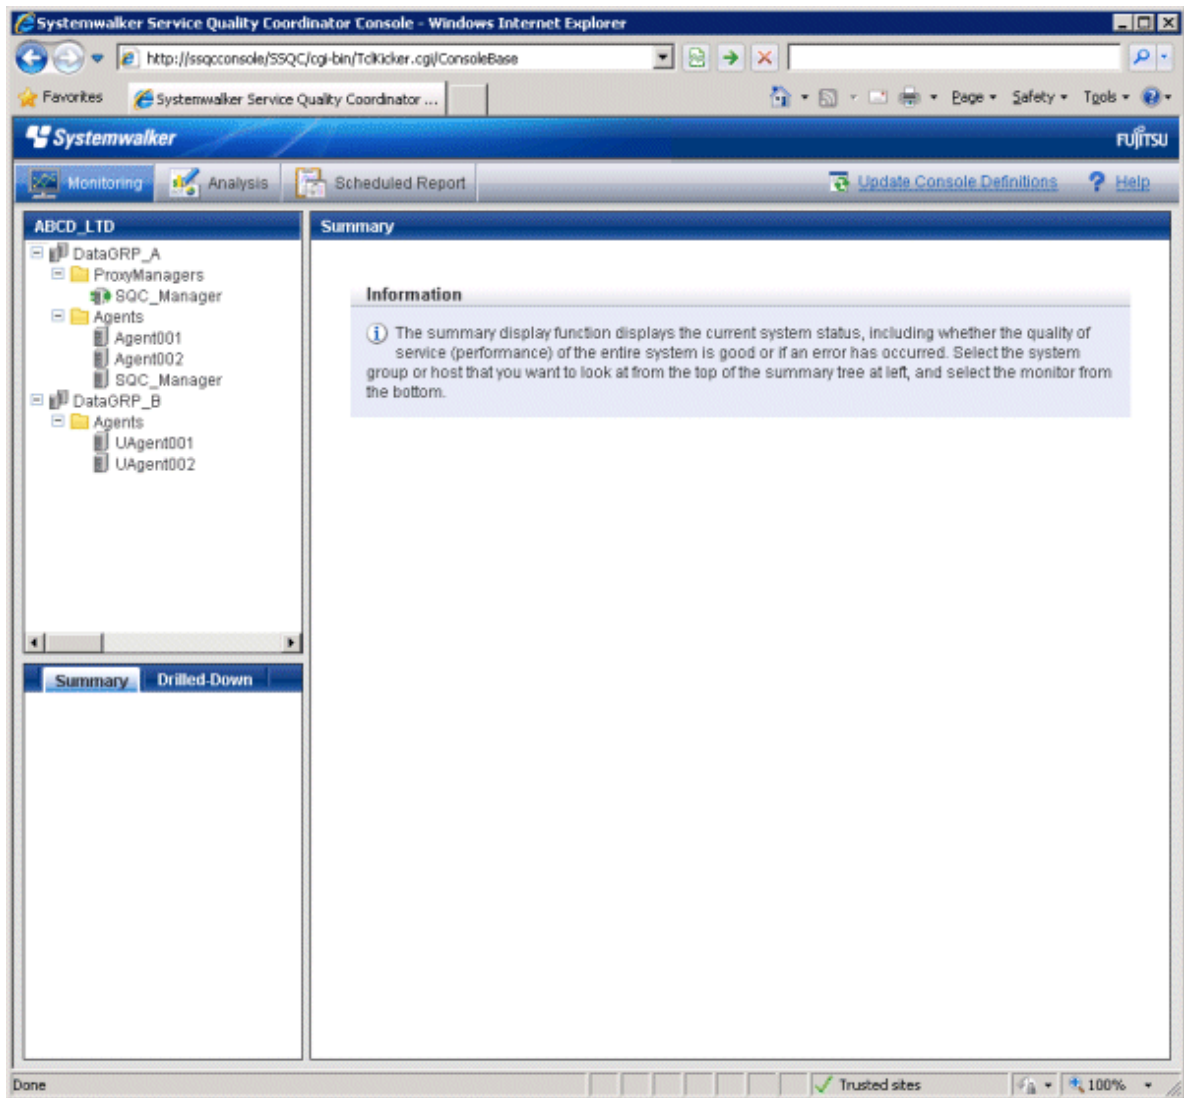 Systemwalker Service Quality Coordinator Console - Windows Internet Explorer
http://ssqcconsole/SSQC/cgi-bin/TclKicker.cgi/ConsoleBase
Favorites Systemwalker Service Quality Coordinator ... Page Safety Tools
Systemwalker FUJITSU
Monitoring Analysis Scheduled Report Update Console Definitions ? Help
ABCD_LTD
Summary
DataGRP_A
ProxyManagers
SQC_Manager
Agents
Agent001
Agent002
SQC_Manager
DataGRP_B
Agents
UAgent001
UAgent002
Information
The summary display function displays the current system status, including whether the quality of
service (performance) of the entire system is good or if an error has occurred. Select the system
group or host that you want to look at from the top of the summary tree at left, and select the monitor from
the bottom.
Summary Drilled-Down
Done Trusted sites 100%